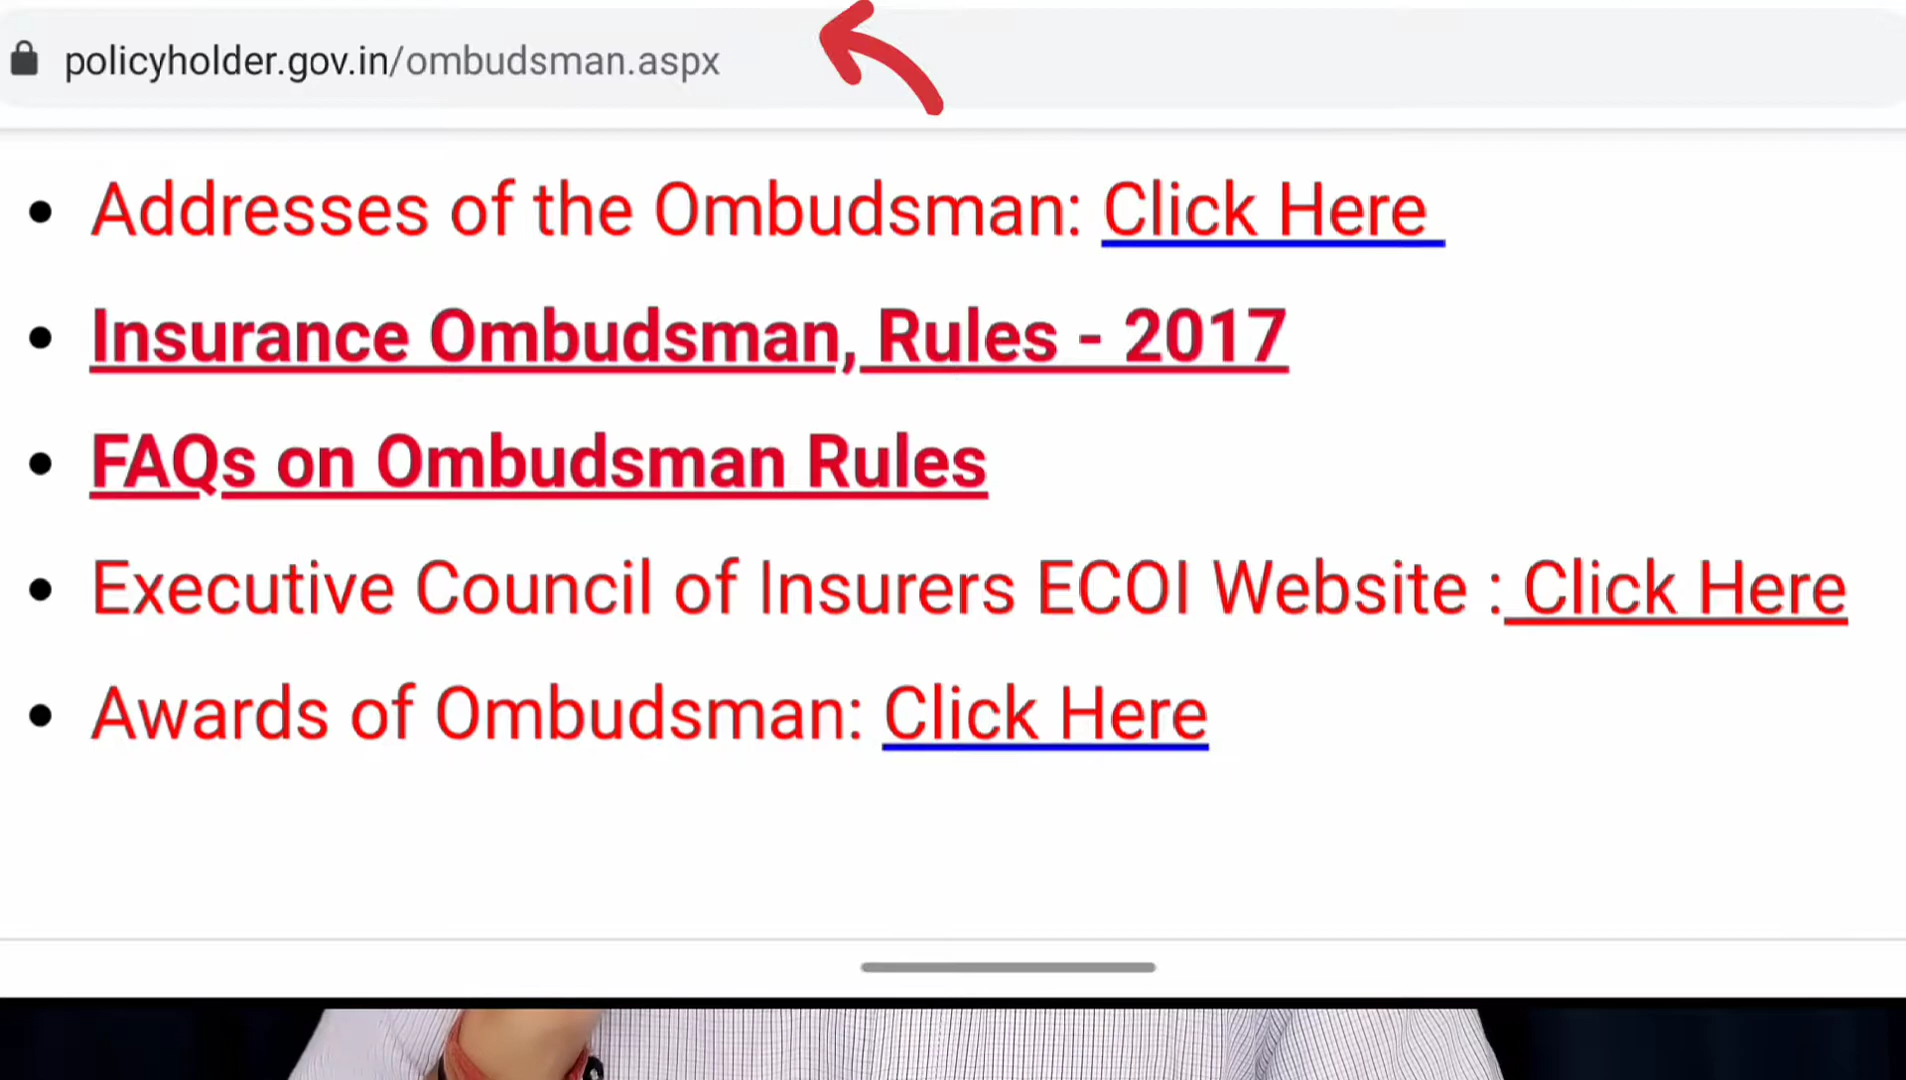 policyholder.gov.in/ombudsman.aspx
Addresses of the Ombudsman: Click Here
Insurance Ombudsman, Rules - 2017
FAQs on Ombudsman Rules
Executive Council of Insurers ECOI Website : Click Here
Awards of Ombudsman: Click Here